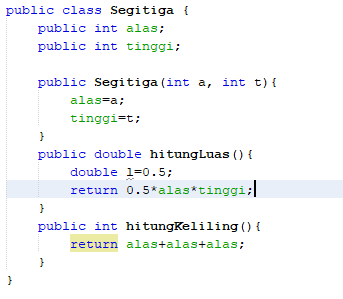 public class Segitiga {
public int alas;
public int tinggi;
public Segitiga(int a, int t){
alas=a;
tinggi=t;
}
public double hitungLuas(){
double l=0.5;
return 0.5*alas*tinggi;
}
public int hitungKeliling(){
return alas+alas+alas;
}
}